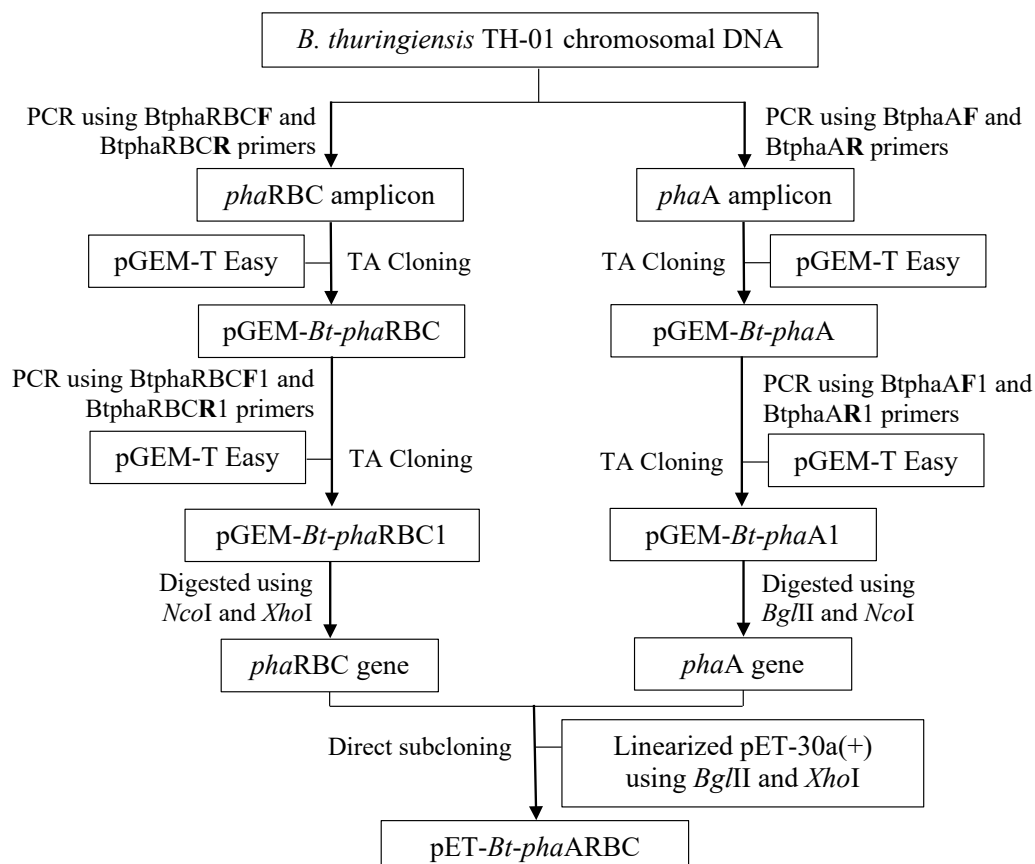 B. thuringiensis TH-01 chromosomal DNA
PCR using BtphaRBCF and
BtphaRBCR primers
PCR using BtphaAF and
BtphaAR primers
phaRBC amplicon
phaA amplicon
pGEM-T Easy
TA Cloning
TA Cloning
pGEM-T Easy
pGEM-Bt-phaRBC
pGEM-Bt-phaA
PCR using BtphaRBCF1 and
BtphaRBCR1 primers
PCR using BtphaAF1 and
BtphaAR1 primers
pGEM-T Easy
TA Cloning
TA Cloning
pGEM-T Easy
pGEM-Bt-phaRBC1
pGEM-Bt-phaA1
Digested using
NcoI and XhoI
Digested using
BglII and NcoI
phaRBC gene
phaA gene
Direct subcloning
Linearized pET-30a(+)
using BglII and XhoI
pET-Bt-phaARBC